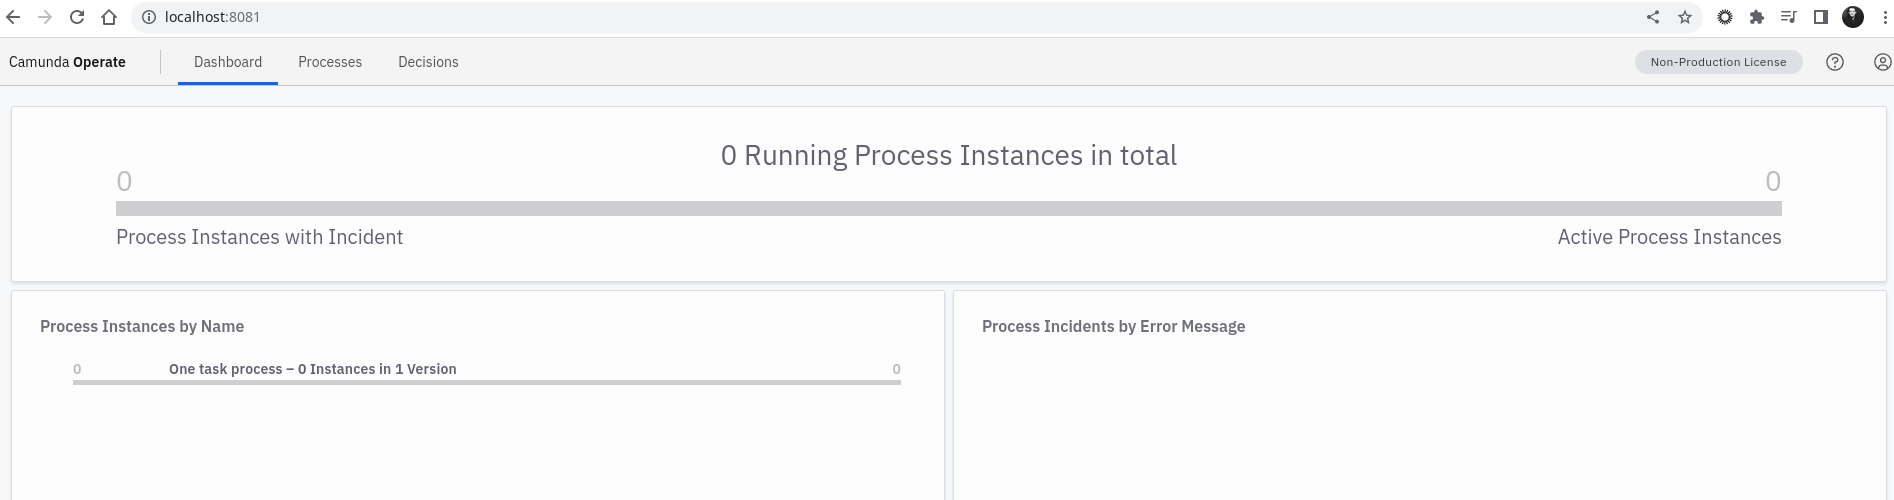 localhost:8081
Camunda Operate Dashboard Processes Decisions Non-Production License
0 Running Process Instances in total
0 0
Process Instances with Incident Active Process Instances
Process Instances by Name
0 One task process – 0 Instances in 1 Version 0
Process Incidents by Error Message